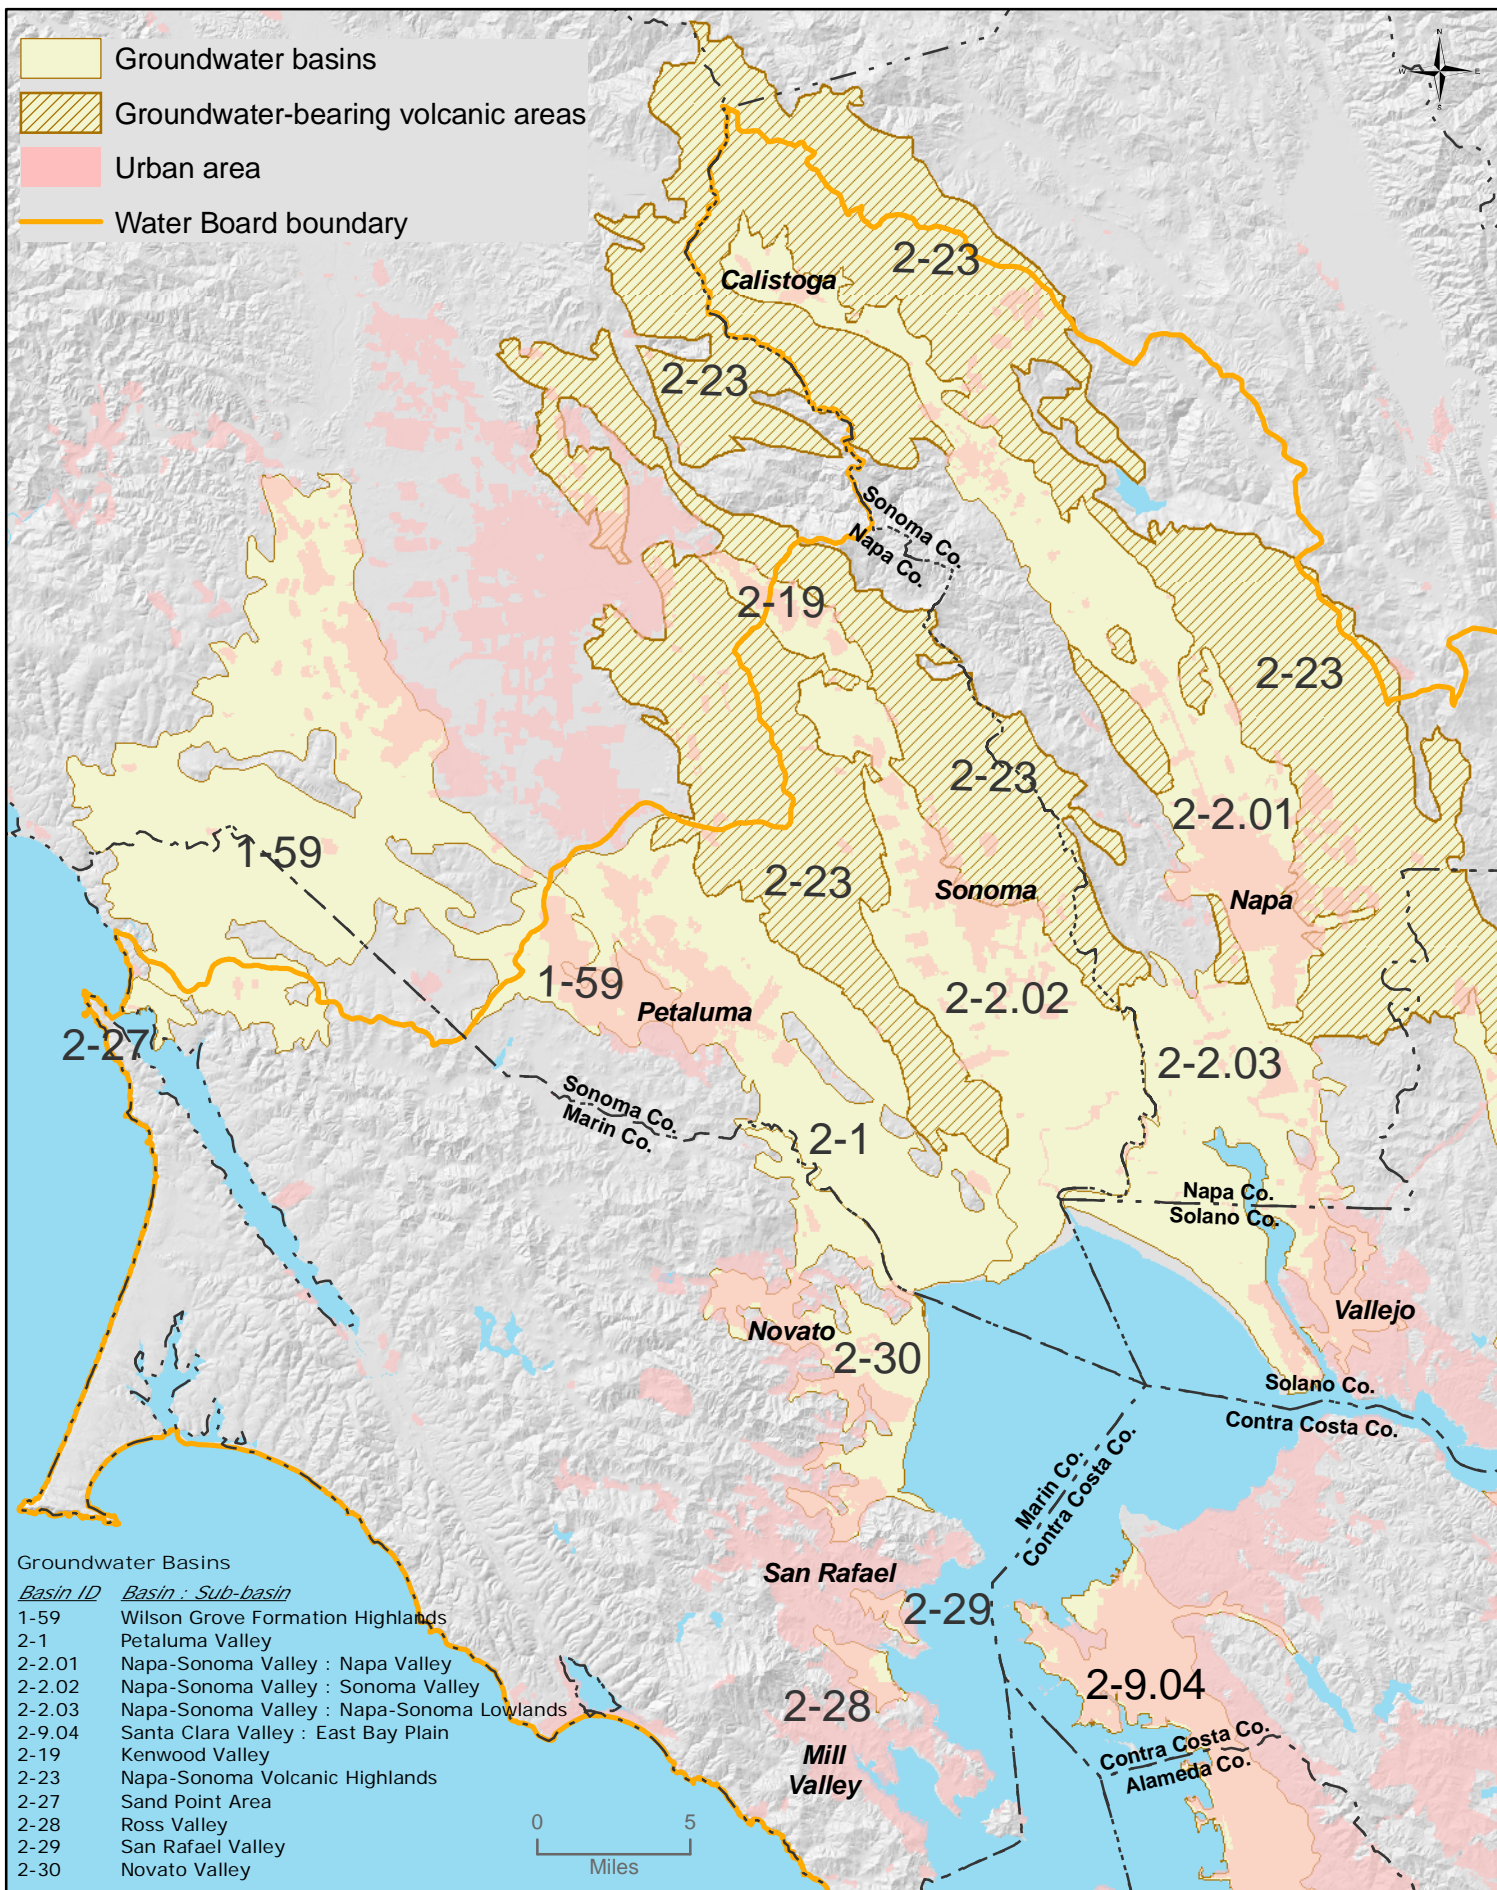 Groundwater basins
Groundwater-bearing volcanic areas
Urban area
Water Board boundary
N
W
E
S
2-23
Calistoga
2-23
Sonoma Co.
Napa Co.
2-19
2-23
2-23
2-2.01
1-59
2-23
Sonoma
Napa
1-59
Petaluma
2-2.02
2-27
2-2.03
Sonoma Co.
Marin Co.
2-1
Napa Co.
Solano Co.
Vallejo
Novato
2-30
Solano Co.
Contra Costa Co.
Marin Co.
Contra Costa Co.
San Rafael
2-29
2-9.04
2-28
Mill
Valley
Contra Costa Co.
Alameda Co.
Groundwater Basins
Basin ID Basin : Sub-basin
1-59 Wilson Grove Formation Highlands
2-1 Petaluma Valley
2-2.01 Napa-Sonoma Valley : Napa Valley
2-2.02 Napa-Sonoma Valley : Sonoma Valley
2-2.03 Napa-Sonoma Valley : Napa-Sonoma Lowlands
2-9.04 Santa Clara Valley : East Bay Plain
2-19 Kenwood Valley
2-23 Napa-Sonoma Volcanic Highlands
2-27 Sand Point Area
2-28 Ross Valley
2-29 San Rafael Valley
2-30 Novato Valley
0 5
Miles